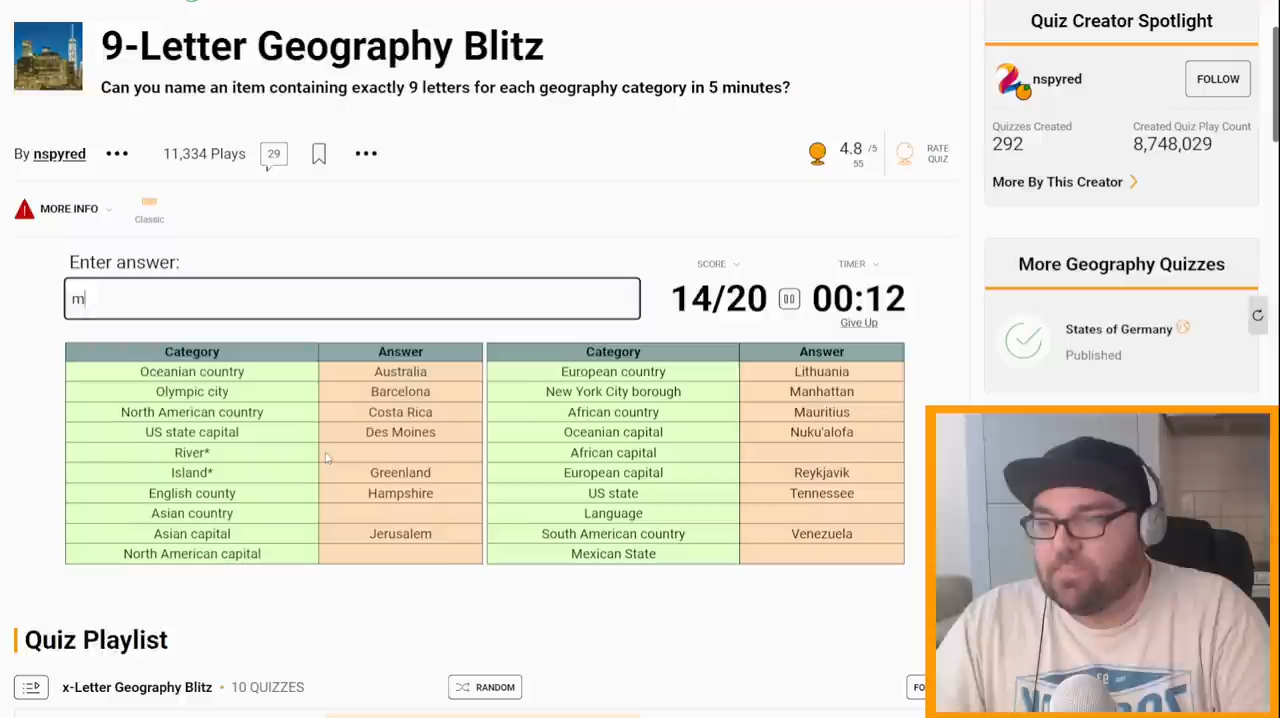 9-Letter Geography Blitz
Can you name an item containing exactly 9 letters for each geography category in 5 minutes?
By nspyred ••• 11,334 Plays 29 •••
4.8 /5
55
RATE
QUIZ
MORE INFO
Classic
Enter answer:
SCORE
TIMER
m
14/20 00:12
Give Up
Category Answer Category Answer
Oceanian country Australia European country Lithuania
Olympic city Barcelona New York City borough Manhattan
North American country Costa Rica African country Mauritius
US state capital Des Moines Oceanian capital Nuku'alofa
River* African capital
Island* Greenland European capital Reykjavik
English county Hampshire US state Tennessee
Asian country Language
Asian capital Jerusalem South American country Venezuela
North American capital Mexican State
Quiz Playlist
x-Letter Geography Blitz • 10 QUIZZES
RANDOM
FO
Quiz Creator Spotlight
nspyred
FOLLOW
Quizzes Created
292
Created Quiz Play Count
8,748,029
More By This Creator
More Geography Quizzes
States of Germany
Published